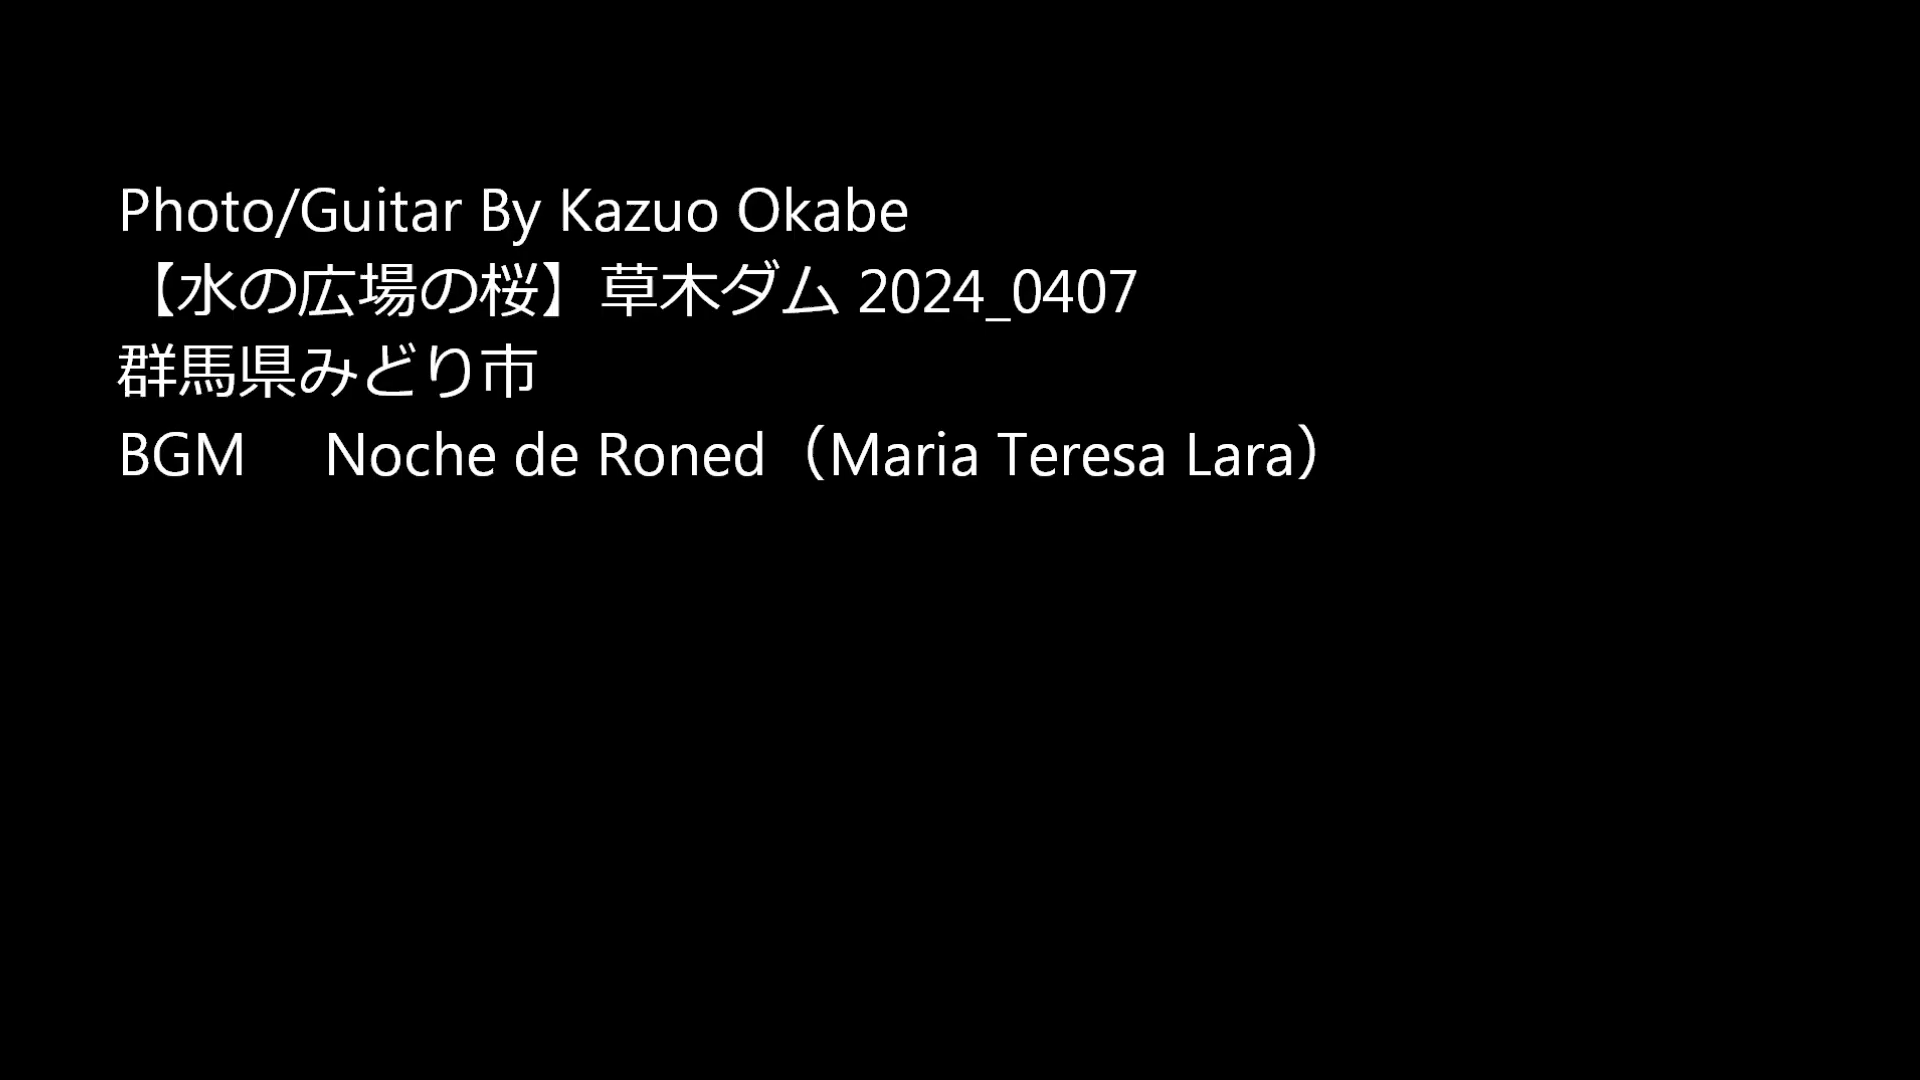 Photo/Guitar By Kazuo Okabe
【水の広場の桜】草木ダム 2024_0407
群馬県みどり市
BGM　 Noche de Roned（Maria Teresa Lara）